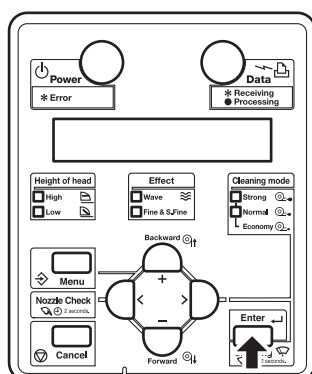 Power
Data
* Error
* Receiving
● Processing
Height of head
High
Low
Effect
Wave
Fine & S.Fine
Cleaning mode
Strong
Normal
Economy
Backward
+
Menu
< >
Nozzle Check
2 seconds.
−
Enter
Cancel
Forward
2 seconds.